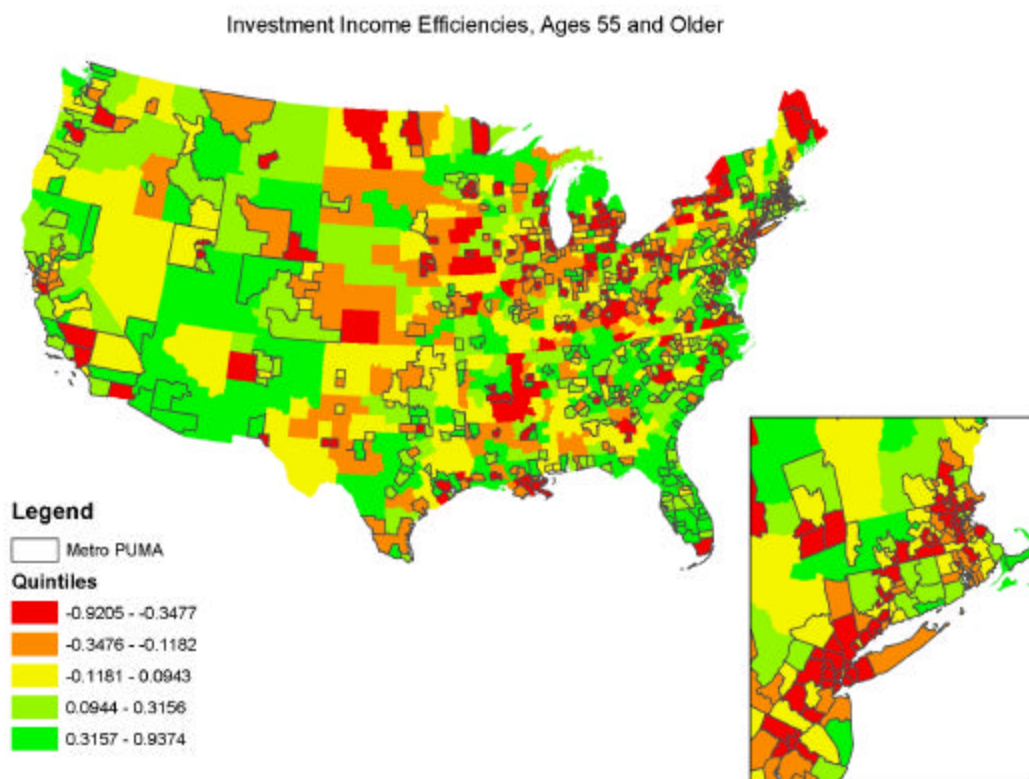 Investment Income Efficiencies, Ages 55 and Older
Legend
Metro PUMA
Quintiles
-0.9205 - -0.3477
-0.3476 - -0.1182
-0.1181 - 0.0943
0.0944 - 0.3156
0.3157 - 0.9374